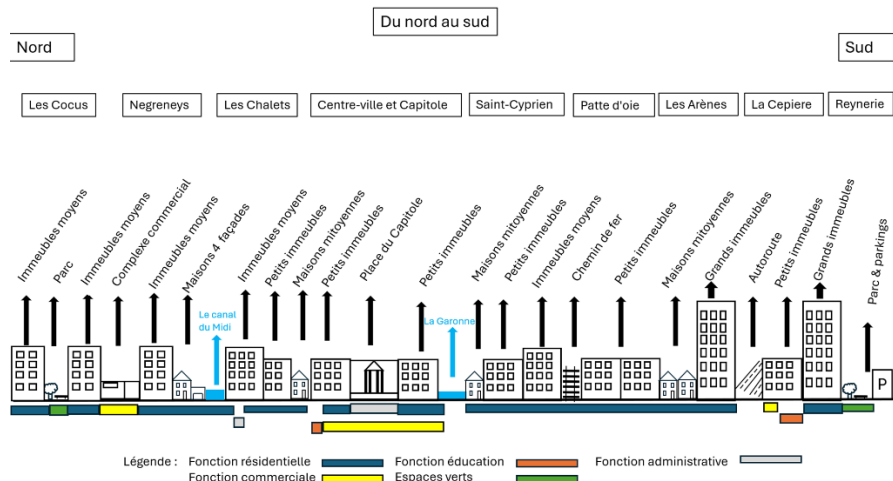 Du nord au sud
Nord
Sud
Les Cocus
Negreneys
Les Chalets
Centre-ville et Capitole
Saint-Cyprien
Patte d'oie
Les Arènes
La Cepiere
Reynerie
Immeubles moyens
Parc
Immeubles moyens
Complexe commercial
Immeubles moyens
Maisons 4 façades
Le canal
du Midi
Immeubles moyens
Petits immeubles
Maisons mitoyennes
Petits immeubles
Place du Capitole
Petits immeubles
La Garonne
Maisons mitoyennes
Petits immeubles
Immeubles moyens
Chemin de fer
Petits immeubles
Maisons mitoyennes
Grands immeubles
Autoroute
Petits immeubles
Grands immeubles
Parc & parkings
P
Légende : Fonction résidentielle Fonction éducation Fonction administrative
Fonction commerciale Espaces verts